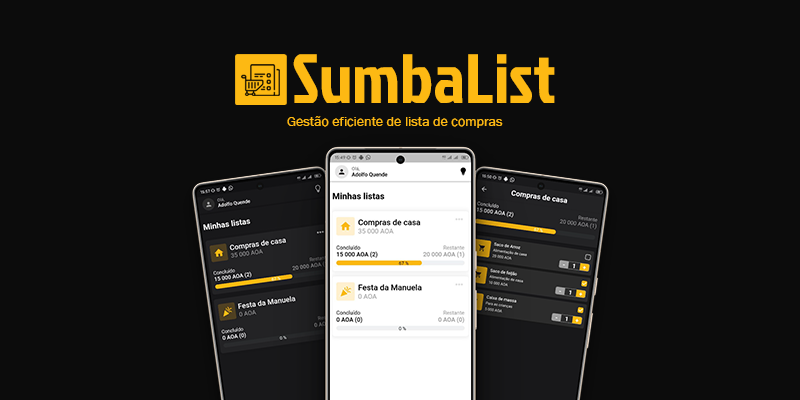 SumbaList
Gestão eficiente de lista de compras
15:57
Olá,
Adolfo Quende
Minhas listas
Compras de casa
35 000 AOA
Concluído
Restante
15 000 AOA (2)
20 000 AOA (1)
67 %
Festa da Manuela
0 AOA
Concluído
Restante
0 AOA (0)
0 AOA (0)
0 %
15:49
Olá,
Adolfo Quende
Minhas listas
Compras de casa
35 000 AOA
Concluído
Restante
15 000 AOA (2)
20 000 AOA (1)
67 %
Festa da Manuela
0 AOA
Concluído
Restante
0 AOA (0)
0 AOA (0)
0 %
Compras de casa
Concluído
Restante
15 000 AOA (2)
20 000 AOA (1)
67 %
Saco de Arroz
Alimentação de casa
20 000 AOA
- 1 +
Saco de feijão
Alimentação de casa
10 000 AOA
- 1 +
Caixa de massa
Para as crianças
5 000 AOA
- 1 +